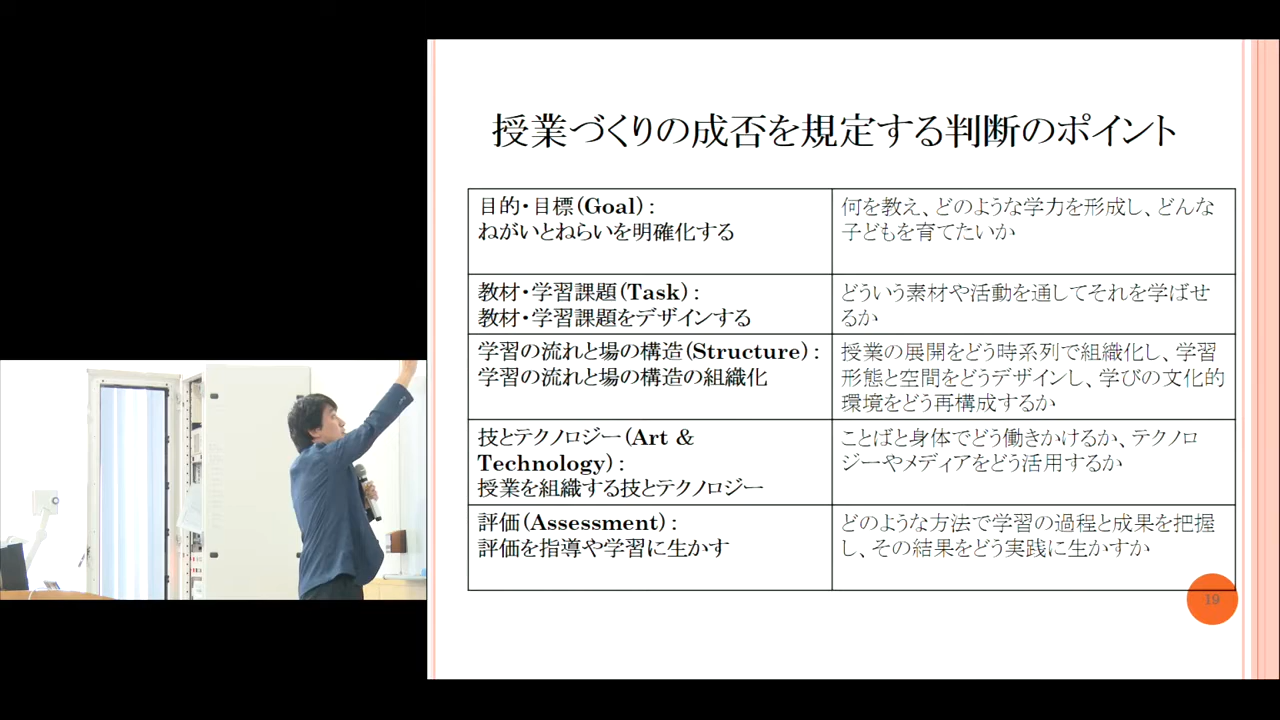 授業づくりの成否を規定する判断のポイント
目的・目標(Goal):
ねがいとねらいを明確化する
何を教え、どのような学力を形成し、どんな
子どもを育てたいか
教材・学習課題(Task):
教材・学習課題をデザインする
どういう素材や活動を通してそれを学ばせ
るか
学習の流れと場の構造(Structure):
学習の流れと場の構造の組織化
授業の展開をどう時系列で組織化し、学習
形態と空間をどうデザインし、学びの文化的
環境をどう再構成するか
技とテクノロジー(Art &
Technology):
授業を組織する技とテクノロジー
ことばと身体でどう働きかけるか、テクノロ
ジーやメディアをどう活用するか
評価(Assessment):
評価を指導や学習に生かす
どのような方法で学習の過程と成果を把握
し、その結果をどう実践に生かすか
19